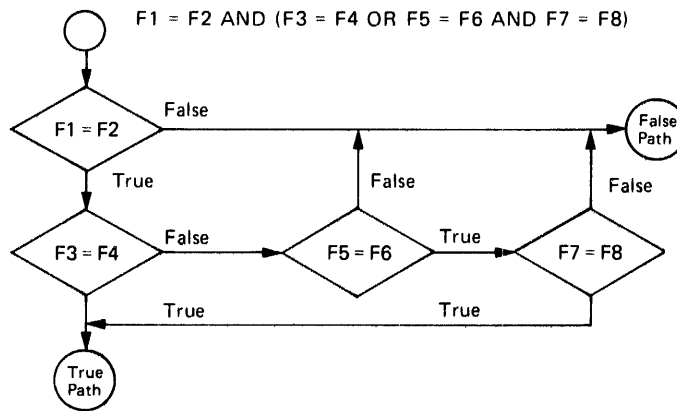 F1 = F2 AND (F3 = F4 OR F5 = F6 AND F7 = F8)
False
F1 = F2
False
Path
True
False
False
F3 = F4
False
F5 = F6
True
F7 = F8
True
True
True
Path